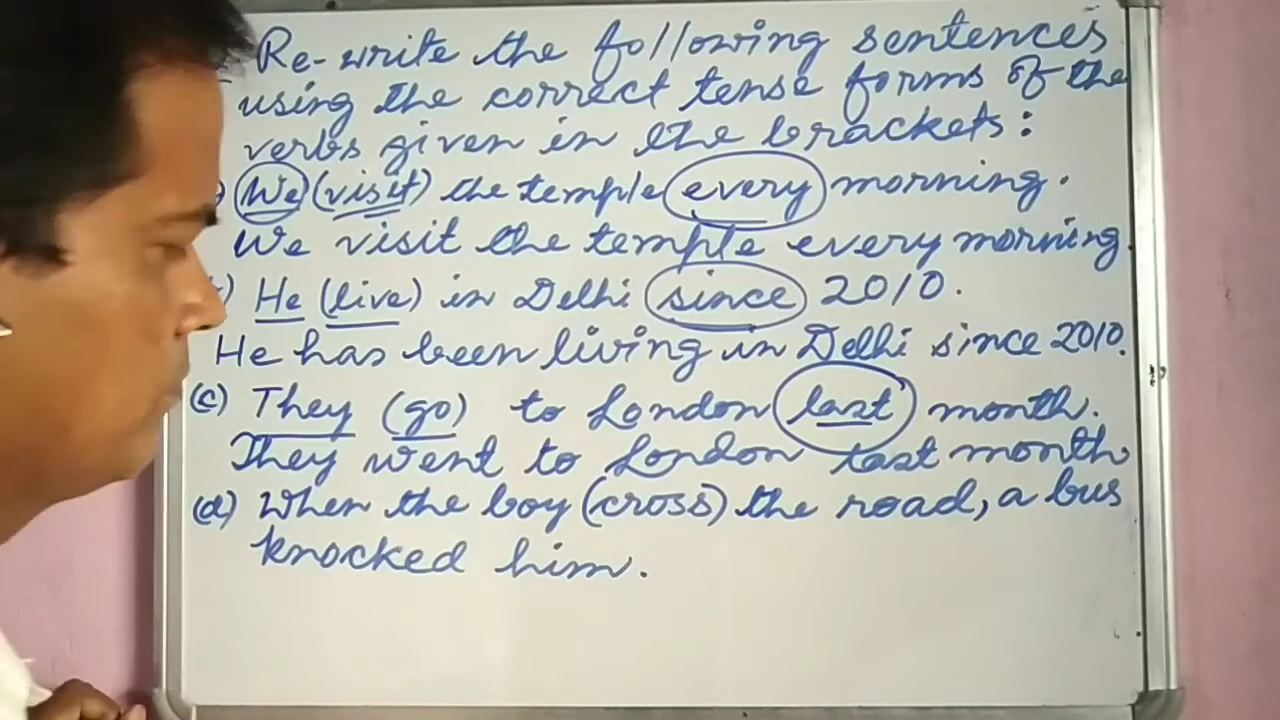 Re-write the following sentences
using the correct tense forms of the
verbs given in the brackets:
) We (visit) the temple every morning.
We visit the temple every morning
) He (live) in Delhi since 2010.
He has been living in Delhi since 2010.
(c) They (go) to London last month.
They went to London last month
(d) When the boy (cross) the road, a bus
knocked him.